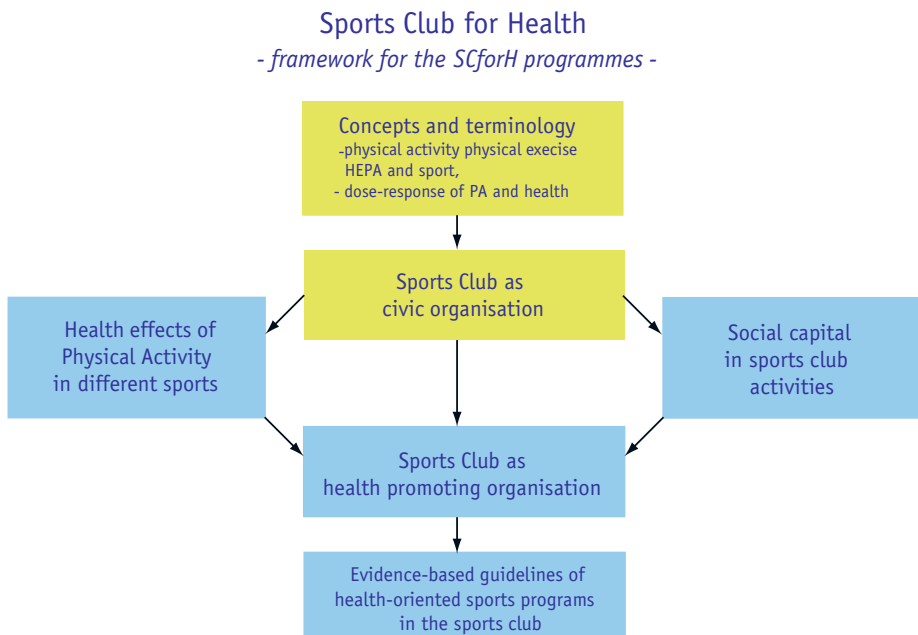 Sports Club for Health
- framework for the SCforH programmes -
Concepts and terminology
-physical activity physical execise
HEPA and sport,
- dose-response of PA and health
Sports Club as
civic organisation
Health effects of
Physical Activity
in different sports
Social capital
in sports club
activities
Sports Club as
health promoting organisation
Evidence-based guidelines of
health-oriented sports programs
in the sports club